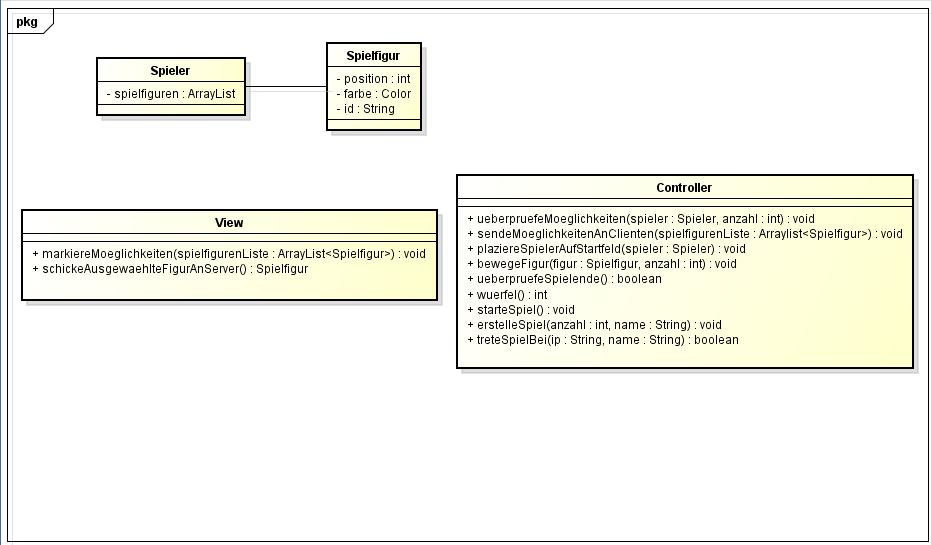 pkg
Spieler
- spielfiguren : ArrayList
Spielfigur
- position : int
- farbe : Color
- id : String
View
+ markiereMoeglichkeiten(spielfigurenListe : ArrayList<Spielfigur>) : void
+ schickeAusgewaehlteFigurAnServer() : Spielfigur
Controller
+ ueberpruefeMoeglichkeiten(spieler : Spieler, anzahl : int) : void
+ sendeMoeglichkeitenAnClienten(spielfigurenListe : Arraylist<Spielfigur>) : void
+ plaziereSpielerAufStartfeld(spieler : Spieler) : void
+ bewegeFigur(figur : Spielfigur, anzahl : int) : void
+ ueberpruefeSpielende() : boolean
+ wuerfel() : int
+ starteSpiel() : void
+ erstelleSpiel(anzahl : int, name : String) : void
+ treteSpielBei(ip : String, name : String) : boolean